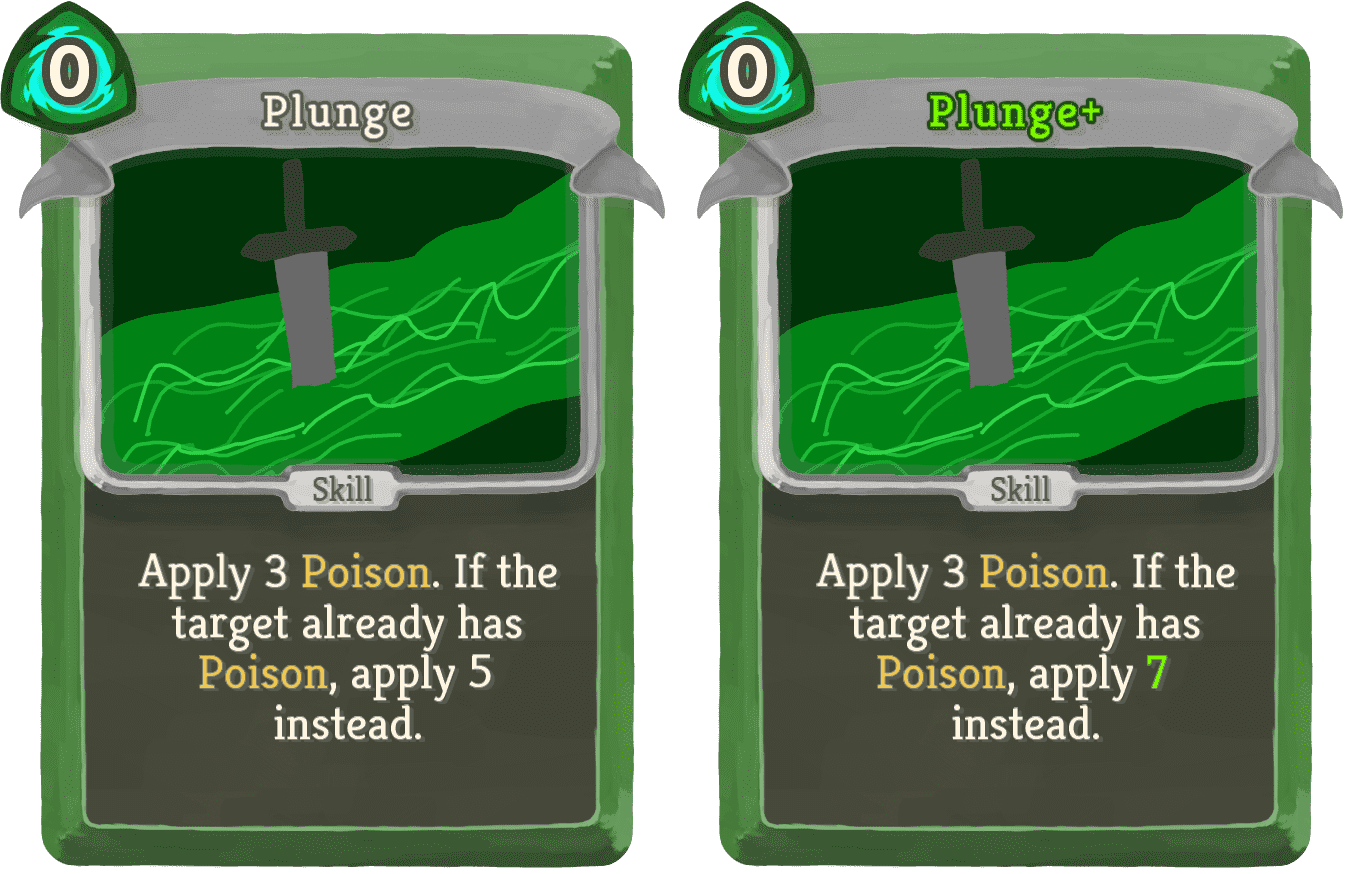 0
Plunge
Skill
Apply 3 Poison. If the
target already has
Poison, apply 5
instead.
0
Plunge+
Skill
Apply 3 Poison. If the
target already has
Poison, apply 7
instead.